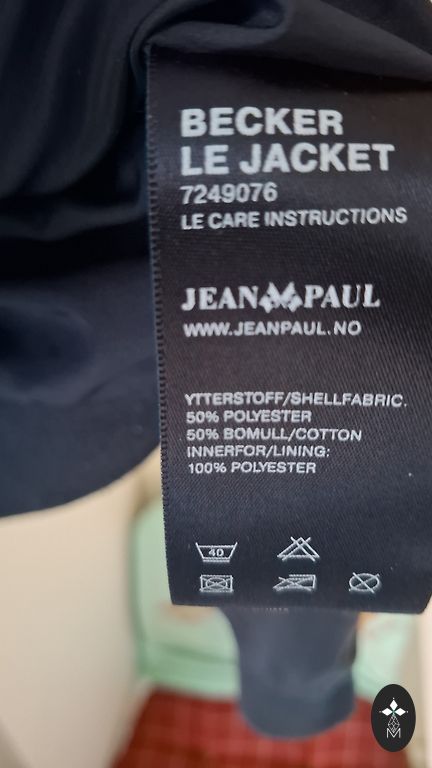 BECKER
LE JACKET
7249076
LE CARE INSTRUCTIONS
JEAN PAUL
WWW.JEANPAUL.NO
YTTERSTOFF/SHELLFABRIC.
50% POLYESTER
50% BOMULL/COTTON
INNERFOR/LINING:
100% POLYESTER
40
M